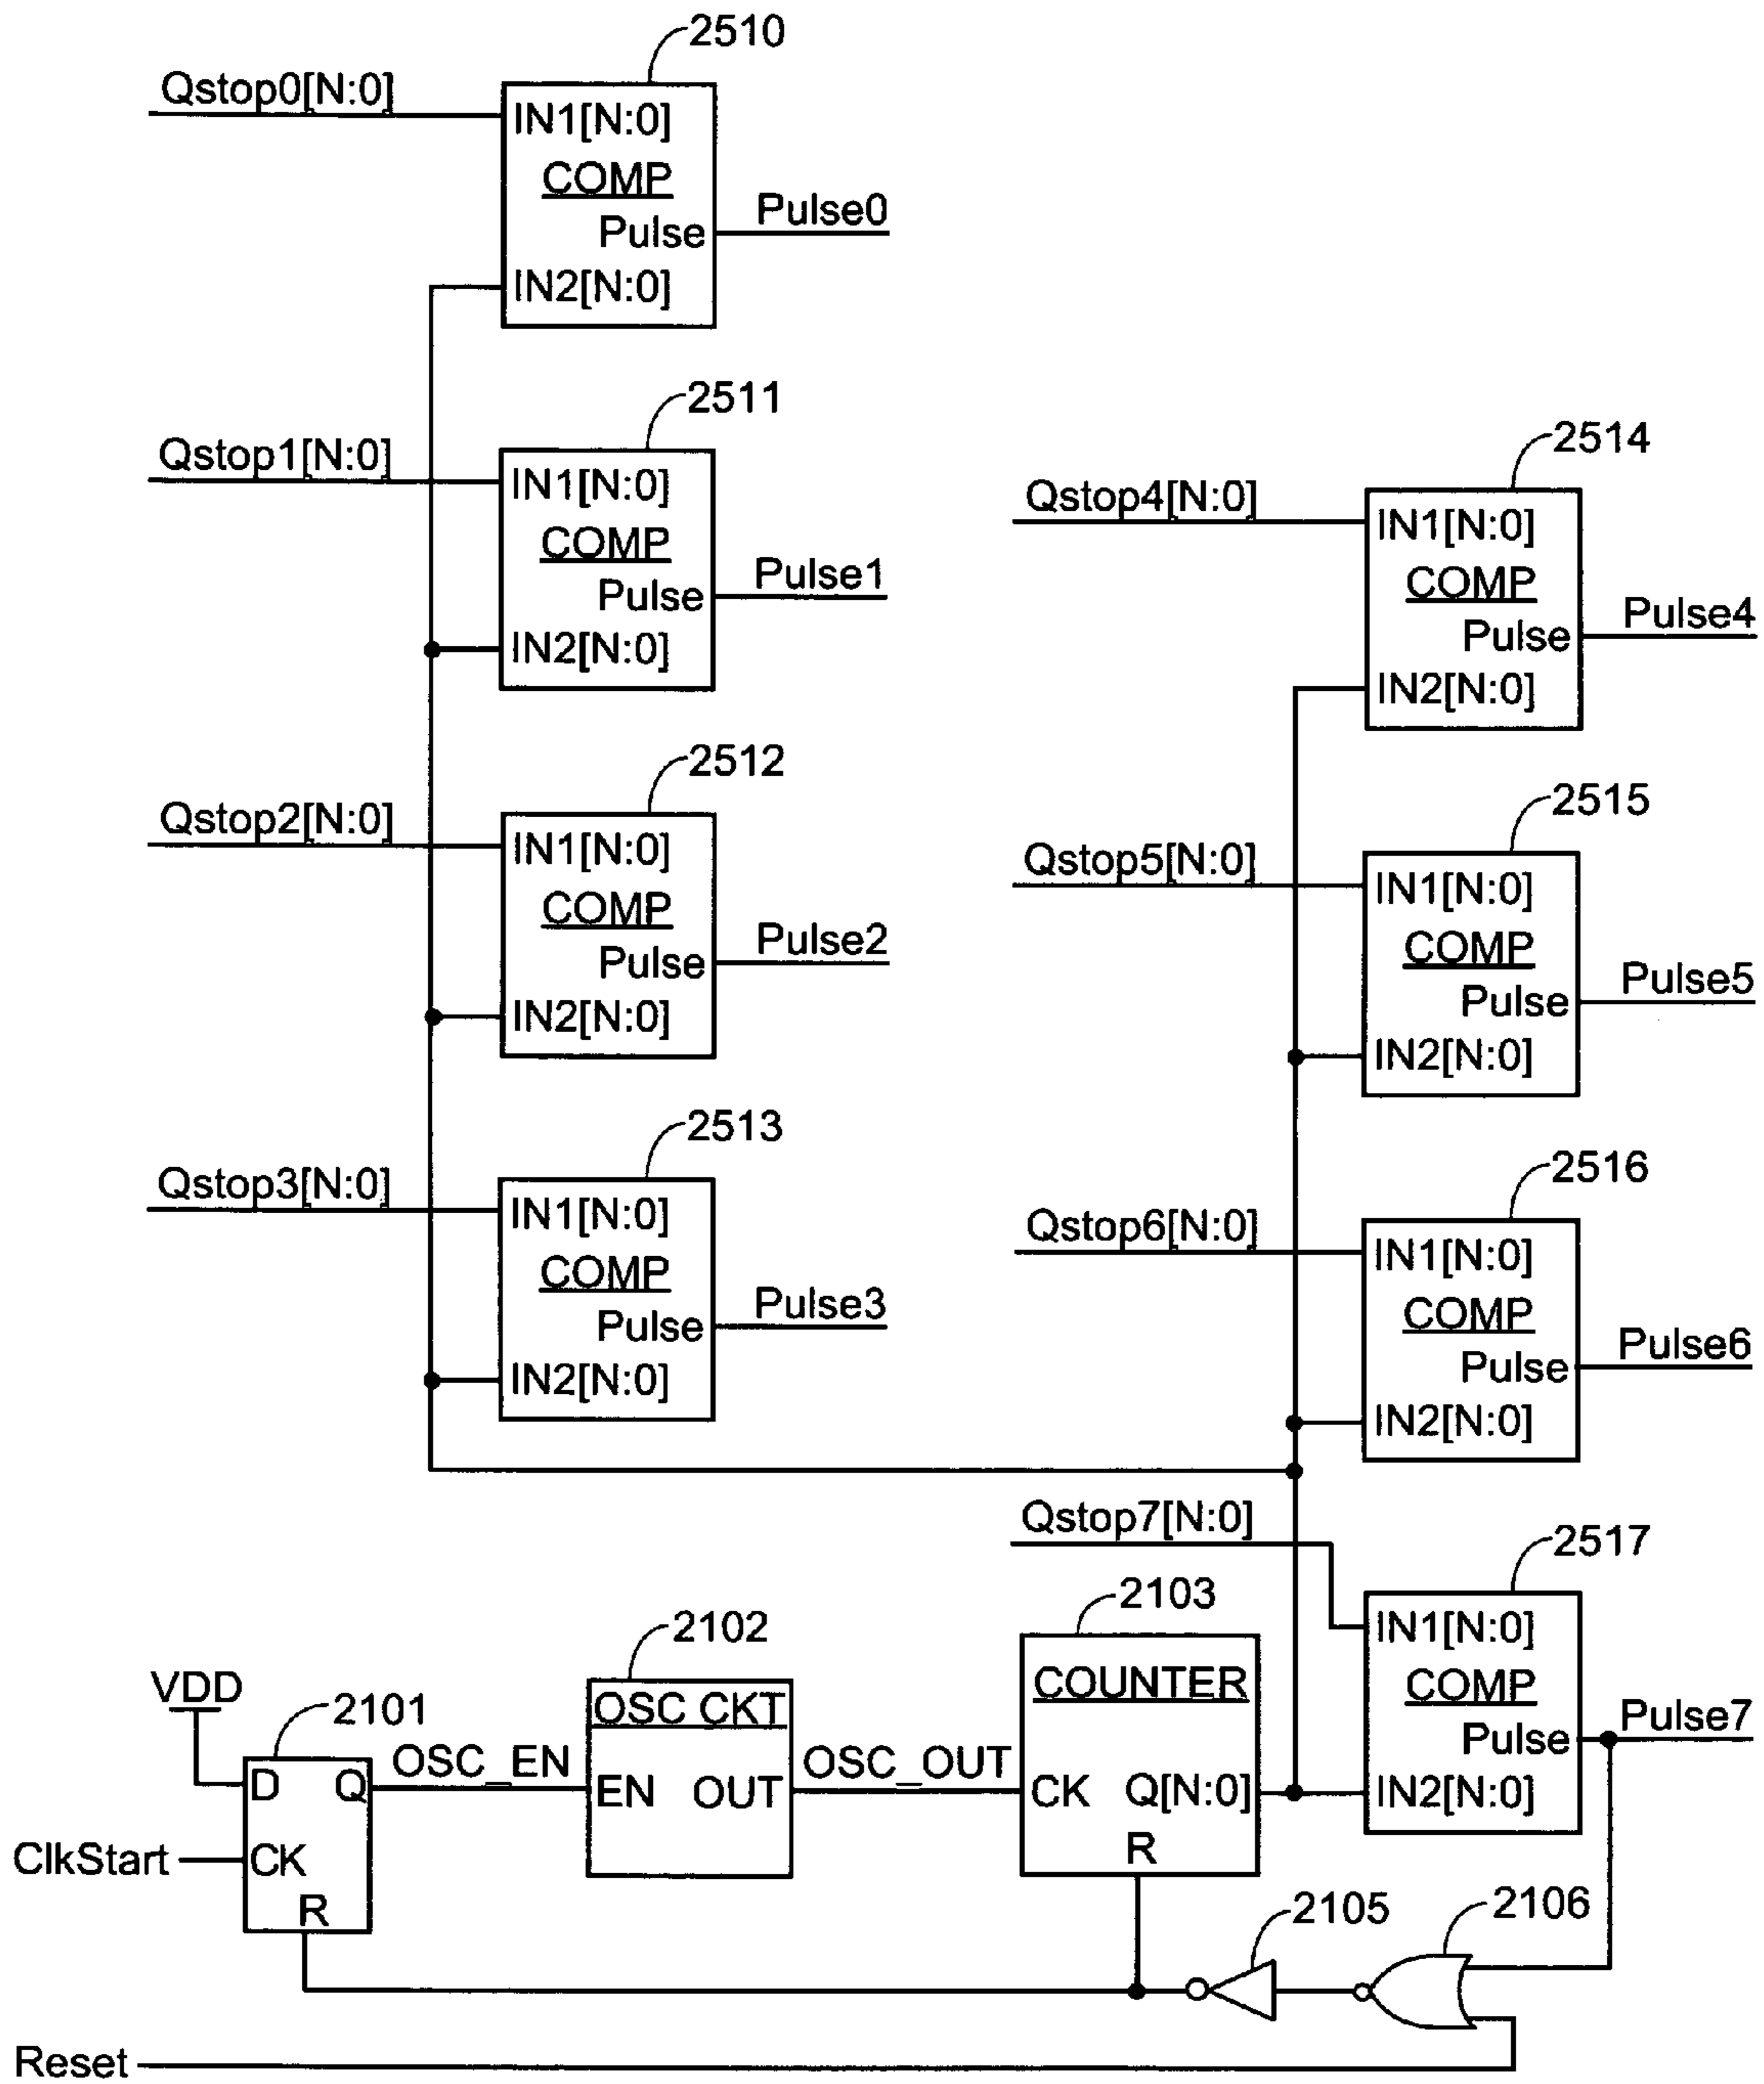 2510
Qstop0[N:0]
IN1[N:0]
COMP
Pulse
Pulse0
IN2[N:0]
2511
Qstop1[N:0]
IN1[N:0]
COMP
Pulse
Pulse1
IN2[N:0]
2512
Qstop2[N:0]
IN1[N:0]
COMP
Pulse
Pulse2
IN2[N:0]
2513
Qstop3[N:0]
IN1[N:0]
COMP
Pulse
Pulse3
IN2[N:0]
2514
Qstop4[N:0]
IN1[N:0]
COMP
Pulse
Pulse4
IN2[N:0]
2515
Qstop5[N:0]
IN1[N:0]
COMP
Pulse
Pulse5
IN2[N:0]
2516
Qstop6[N:0]
IN1[N:0]
COMP
Pulse
Pulse6
IN2[N:0]
Qstop7[N:0]
2517
IN1[N:0]
COMP
Pulse
Pulse7
IN2[N:0]
VDD
2101
D
Q
CK
R
ClkStart
OSC_EN
2102
OSC CKT
EN
OUT
OSC_OUT
2103
COUNTER
CK
Q[N:0]
R
2105
2106
Reset